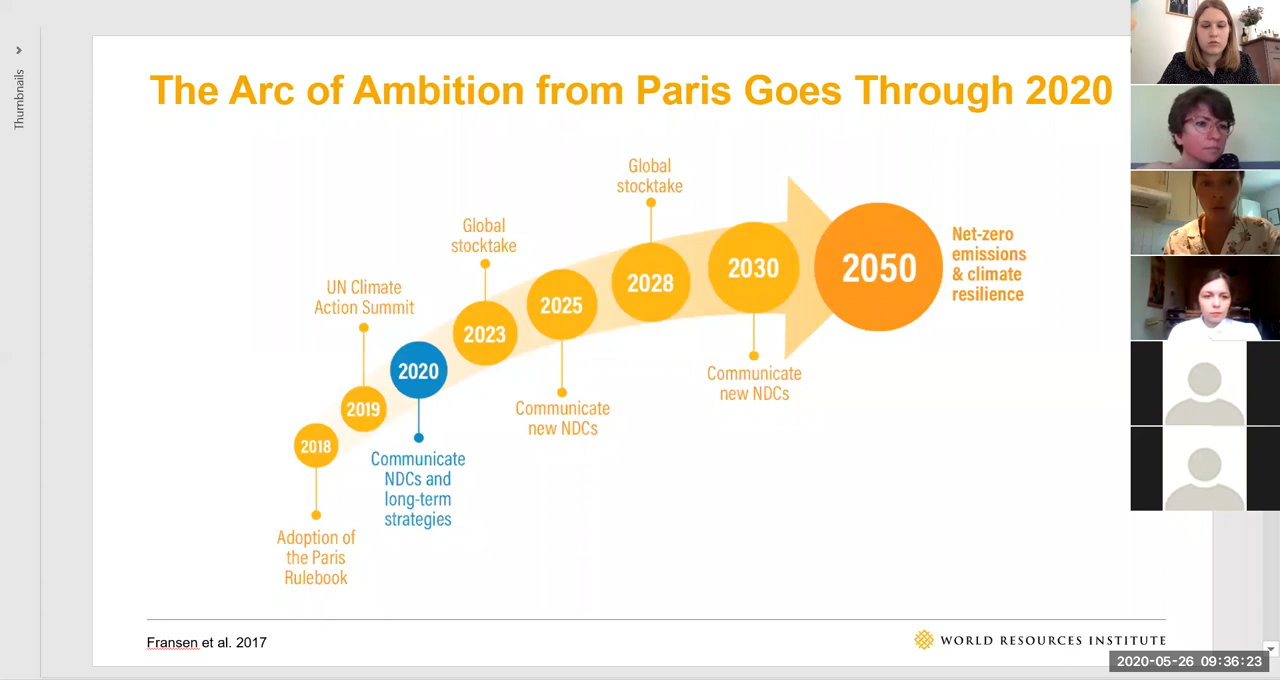 Thumbnails
The Arc of Ambition from Paris Goes Through 2020
Global
stocktake
Global
stocktake
UN Climate
Action Summit
2018
2019
2020
2023
2025
2028
2030
2050
Net-zero
emissions
& climate
resilience
Communicate
new NDCs
Communicate
new NDCs
Communicate
NDCs and
long-term
strategies
Adoption of
the Paris
Rulebook
Fransen et al. 2017
WORLD RESOURCES INSTITUTE
2020-05-26 09:36:23